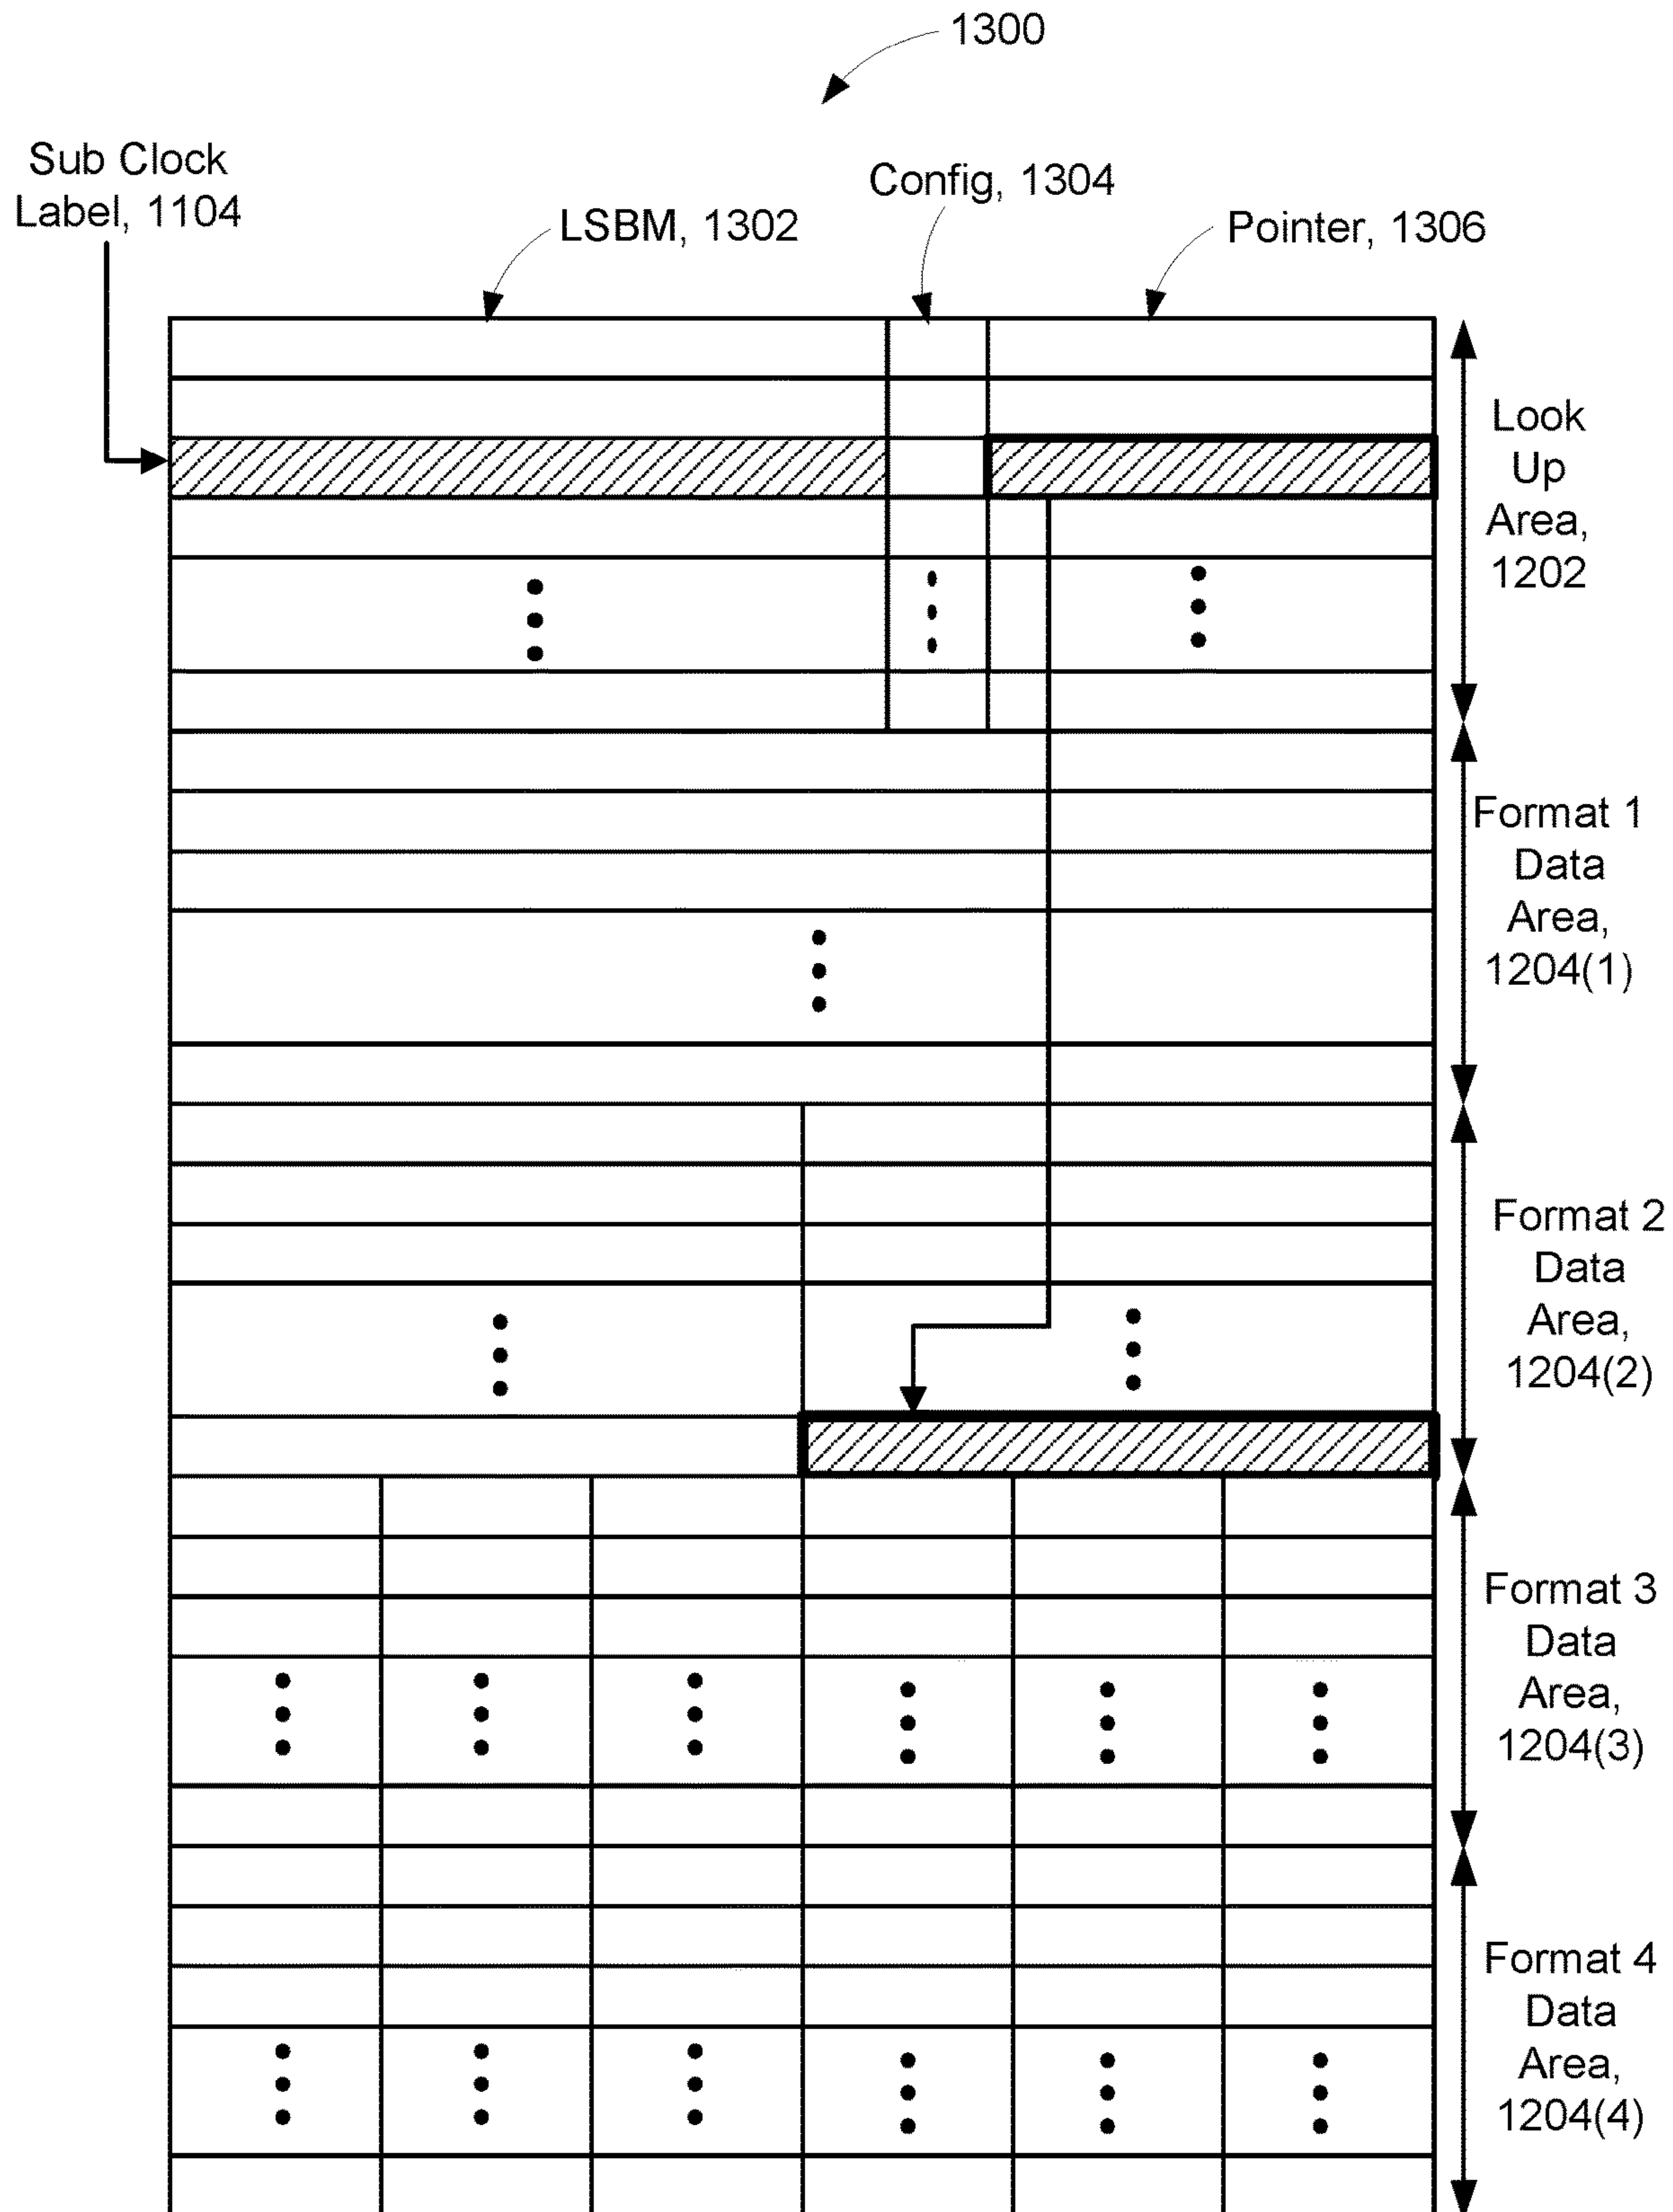 1300
Sub Clock
Label, 1104
LSBM, 1302
Config, 1304
Pointer, 1306
Look
Up
Area,
1202
Format 1
Data
Area,
1204(1)
Format 2
Data
Area,
1204(2)
Format 3
Data
Area,
1204(3)
Format 4
Data
Area,
1204(4)